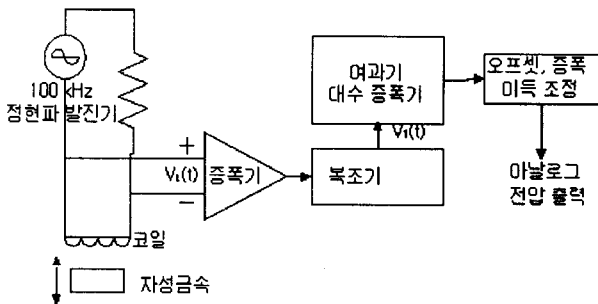 100 kHz
정현파 발진기
+
V₁(t)
−
증폭기
코일
자성금속
복조기
V₁(t)
여과기
대수 증폭기
오프셋, 증폭
이득 조정
아날로그
전압 출력